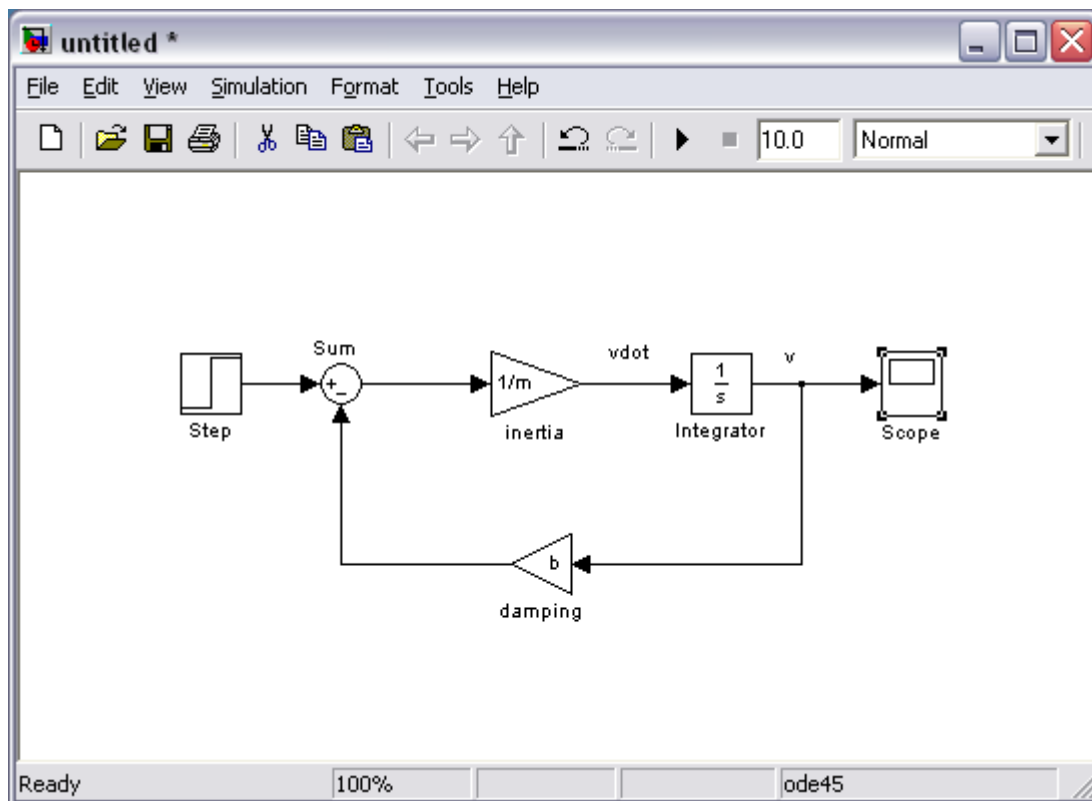 untitled *
File Edit View Simulation Format Tools Help
10.0 Normal
Sum
vdot
v
+
-
1/m
1
s
Step
inertia
Integrator
Scope
b
damping
Ready 100% ode45